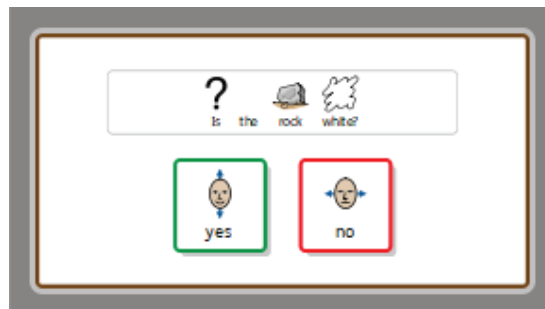 ?
Is the rock white?
yes no